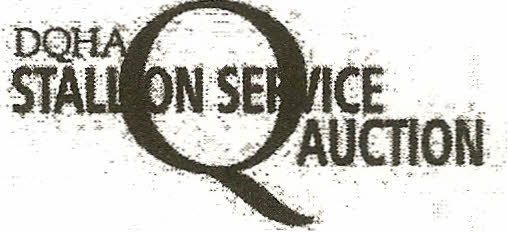 DQHA
STALLION SERVICE
AUCTION
Q